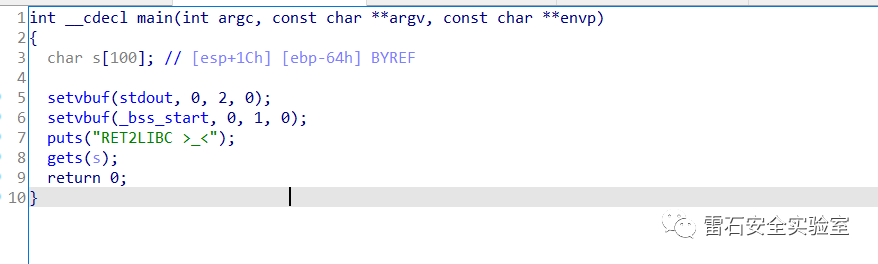 1 int __cdecl main(int argc, const char **argv, const char **envp)
2 {
3   char s[100]; // [esp+1Ch] [ebp-64h] BYREF
4
5   setvbuf(stdout, 0, 2, 0);
6   setvbuf(_bss_start, 0, 1, 0);
7   puts("RET2LIBC >_<");
8   gets(s);
9   return 0;
10 }
雷石安全实验室